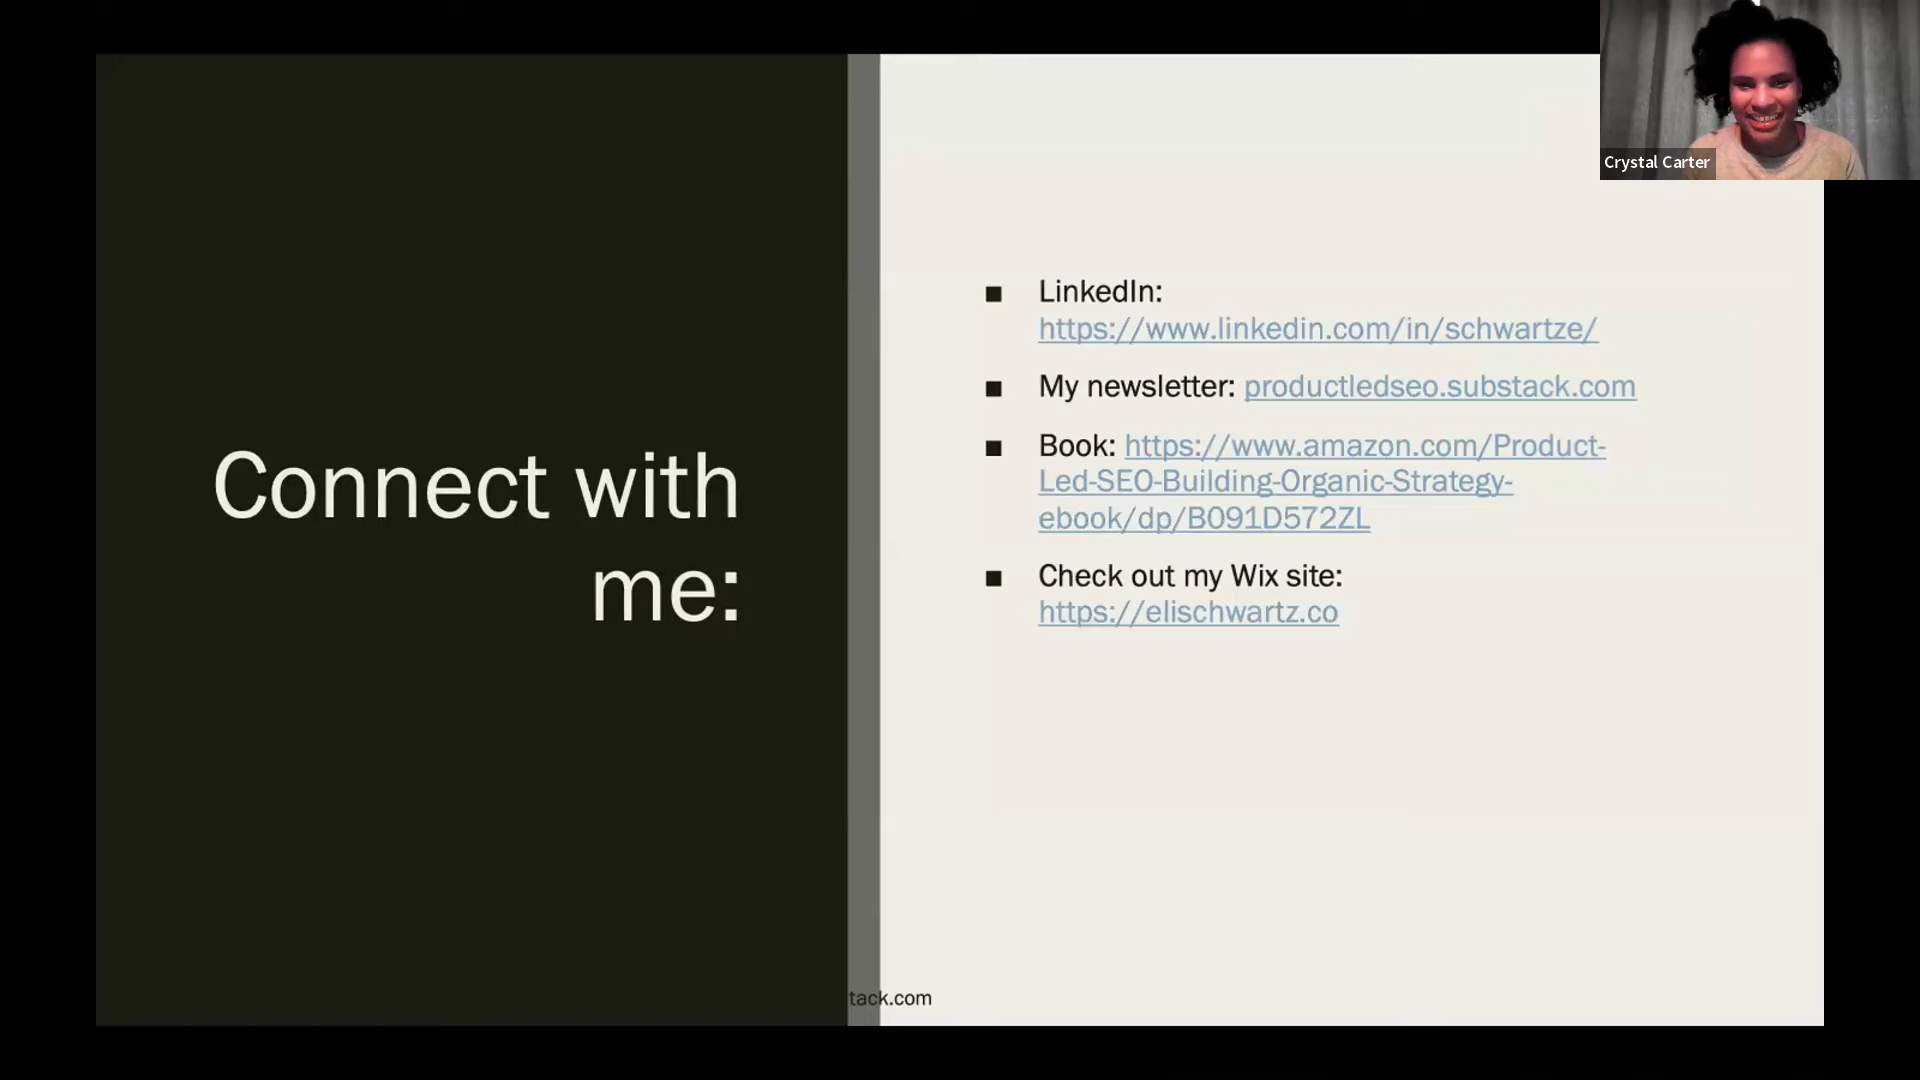 Crystal Carter
Connect with
me:
■ LinkedIn:
https://www.linkedin.com/in/schwartze/
■ My newsletter: productledseo.substack.com
■ Book: https://www.amazon.com/Product-
Led-SEO-Building-Organic-Strategy-
ebook/dp/B091D572ZL
■ Check out my Wix site:
https://elischwartz.co
tack.com